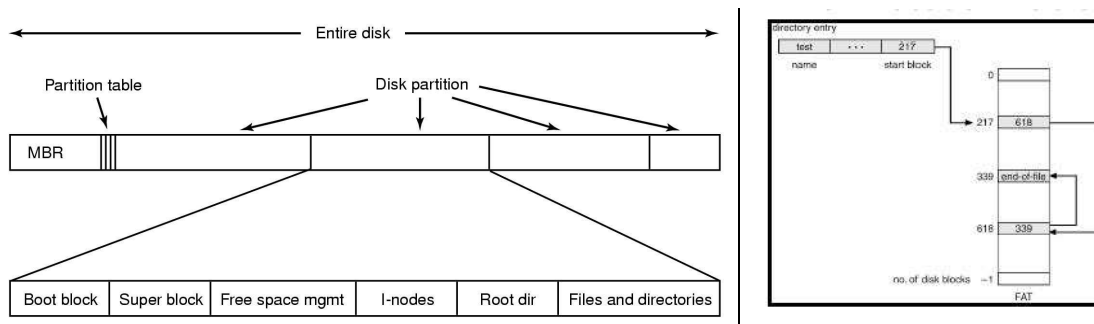 Entire disk
Partition table
Disk partition
MBR
Boot block Super block Free space mgmt I-nodes Root dir Files and directories
directory entry
test ... 217
name start block
0
217 618
339 end-of-file
618 339
no. of disk blocks -1
FAT